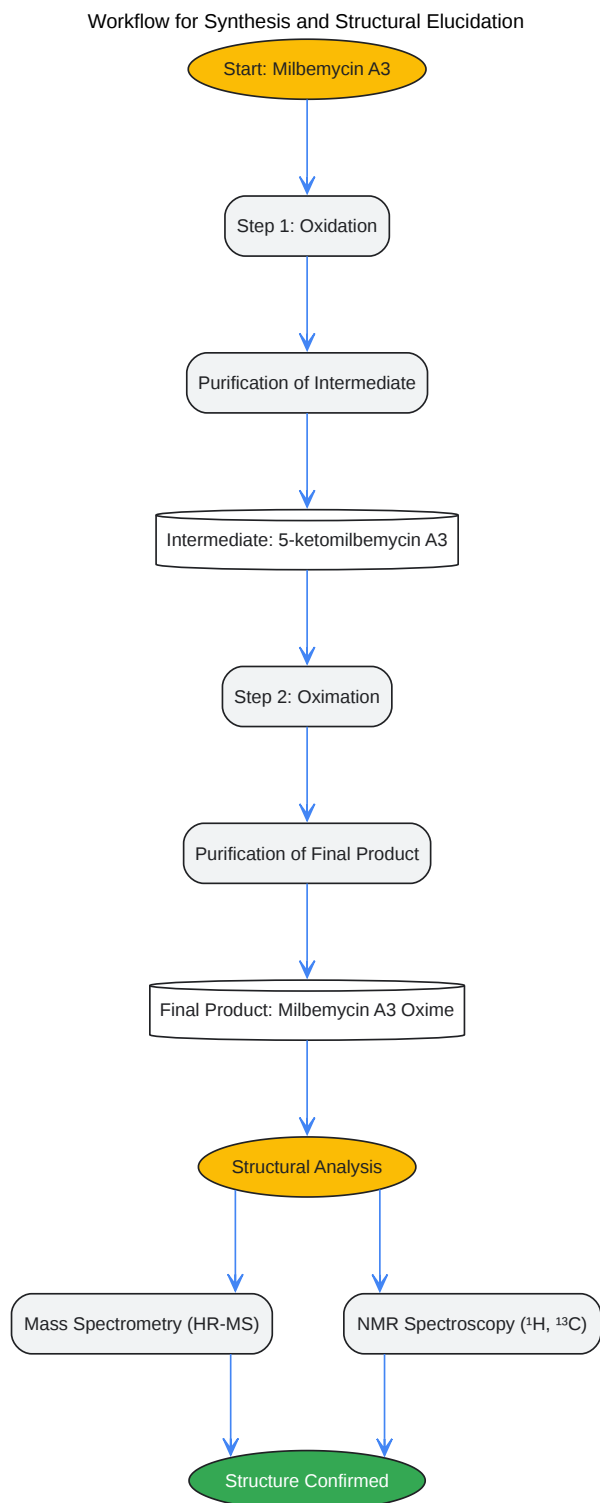 Workflow for Synthesis and Structural Elucidation
Start: Milbemycin A3
Step 1: Oxidation
Purification of Intermediate
Intermediate: 5-ketomilbemycin A3
Step 2: Oximation
Purification of Final Product
Final Product: Milbemycin A3 Oxime
Structural Analysis
Mass Spectrometry (HR-MS)
NMR Spectroscopy (¹H, ¹³C)
Structure Confirmed